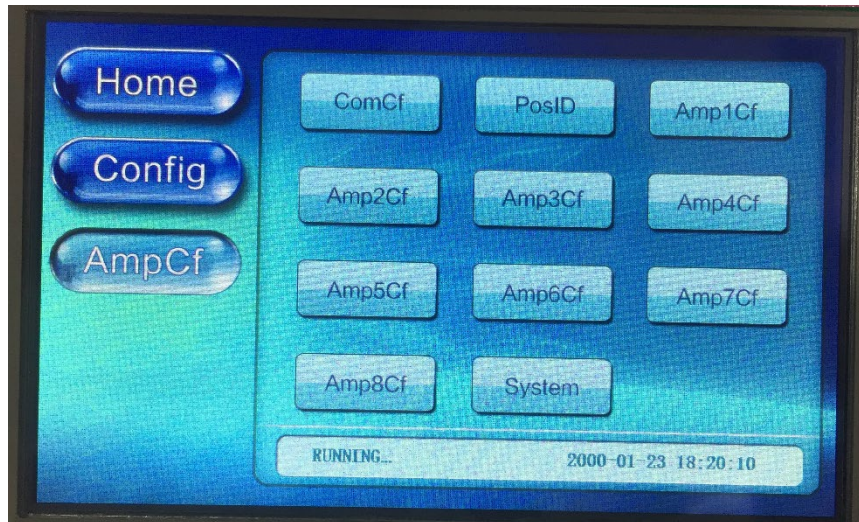 Home
Config
AmpCf
ComCf PosID Amp1Cf
Amp2Cf Amp3Cf Amp4Cf
Amp5Cf Amp6Cf Amp7Cf
Amp8Cf System
RUNNING... 2000-01-23 18:20:10